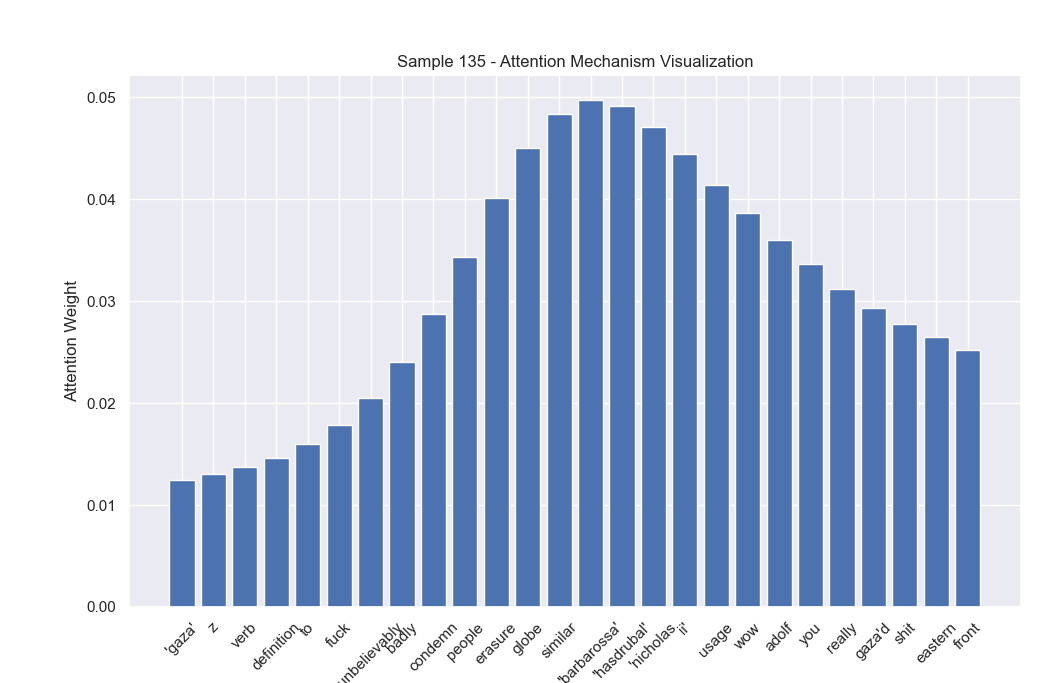 Sample 135 - Attention Mechanism Visualization
Attention Weight
0.05
0.04
0.03
0.02
0.01
0.00
'gaza'
z
verb
definition
to
fuck
unbelievably
badly
condemn
people
erasure
globe
similar
'barbarossa'
'hasdrubal'
'nicholas
ii'
usage
wow
adolf
you
really
gaza'd
shit
eastern
front